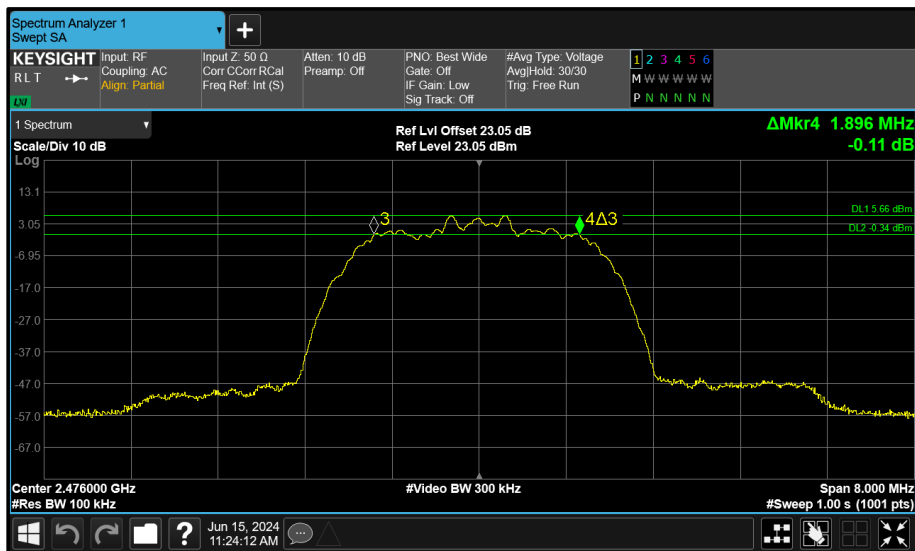 Spectrum Analyzer 1
Swept SA
+
KEYSIGHT
R L T
LXI
Input: RF
Coupling: AC
Align: Partial
Input Z: 50 Ω
Corr CCorr RCal
Freq Ref: Int (S)
Atten: 10 dB
Preamp: Off
PNO: Best Wide
Gate: Off
IF Gain: Low
Sig Track: Off
#Avg Type: Voltage
Avg|Hold: 30/30
Trig: Free Run
1 2 3 4 5 6
M W W W W W
P N N N N N
1 Spectrum
Scale/Div 10 dB
Ref Lvl Offset 23.05 dB
Ref Level 23.05 dBm
ΔMkr4 1.896 MHz
-0.11 dB
Log
13.1
3.05
-6.95
-17.0
-27.0
-37.0
-47.0
-57.0
-67.0
3
4Δ3
DL1 5.66 dBm
DL2 -0.34 dBm
Center 2.476000 GHz
#Video BW 300 kHz
Span 8.000 MHz
#Res BW 100 kHz
#Sweep 1.00 s (1001 pts)
?
Jun 15, 2024
11:24:12 AM